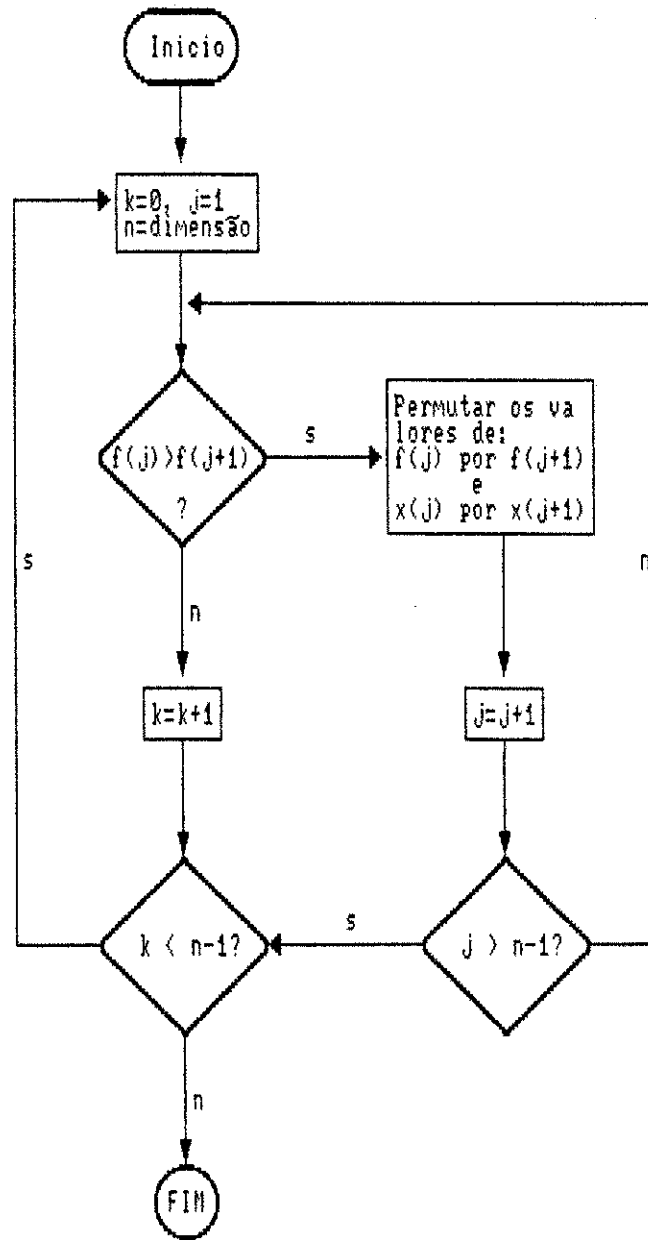 Inicio
k=0, j=1
n=dimensão
f(j)>f(j+1)
?
s
Permutar os va
lores de:
f(j) por f(j+1)
e
x(j) por x(j+1)
s
n
n
k=k+1
j=j+1
k < n-1?
s
j > n-1?
n
FIM